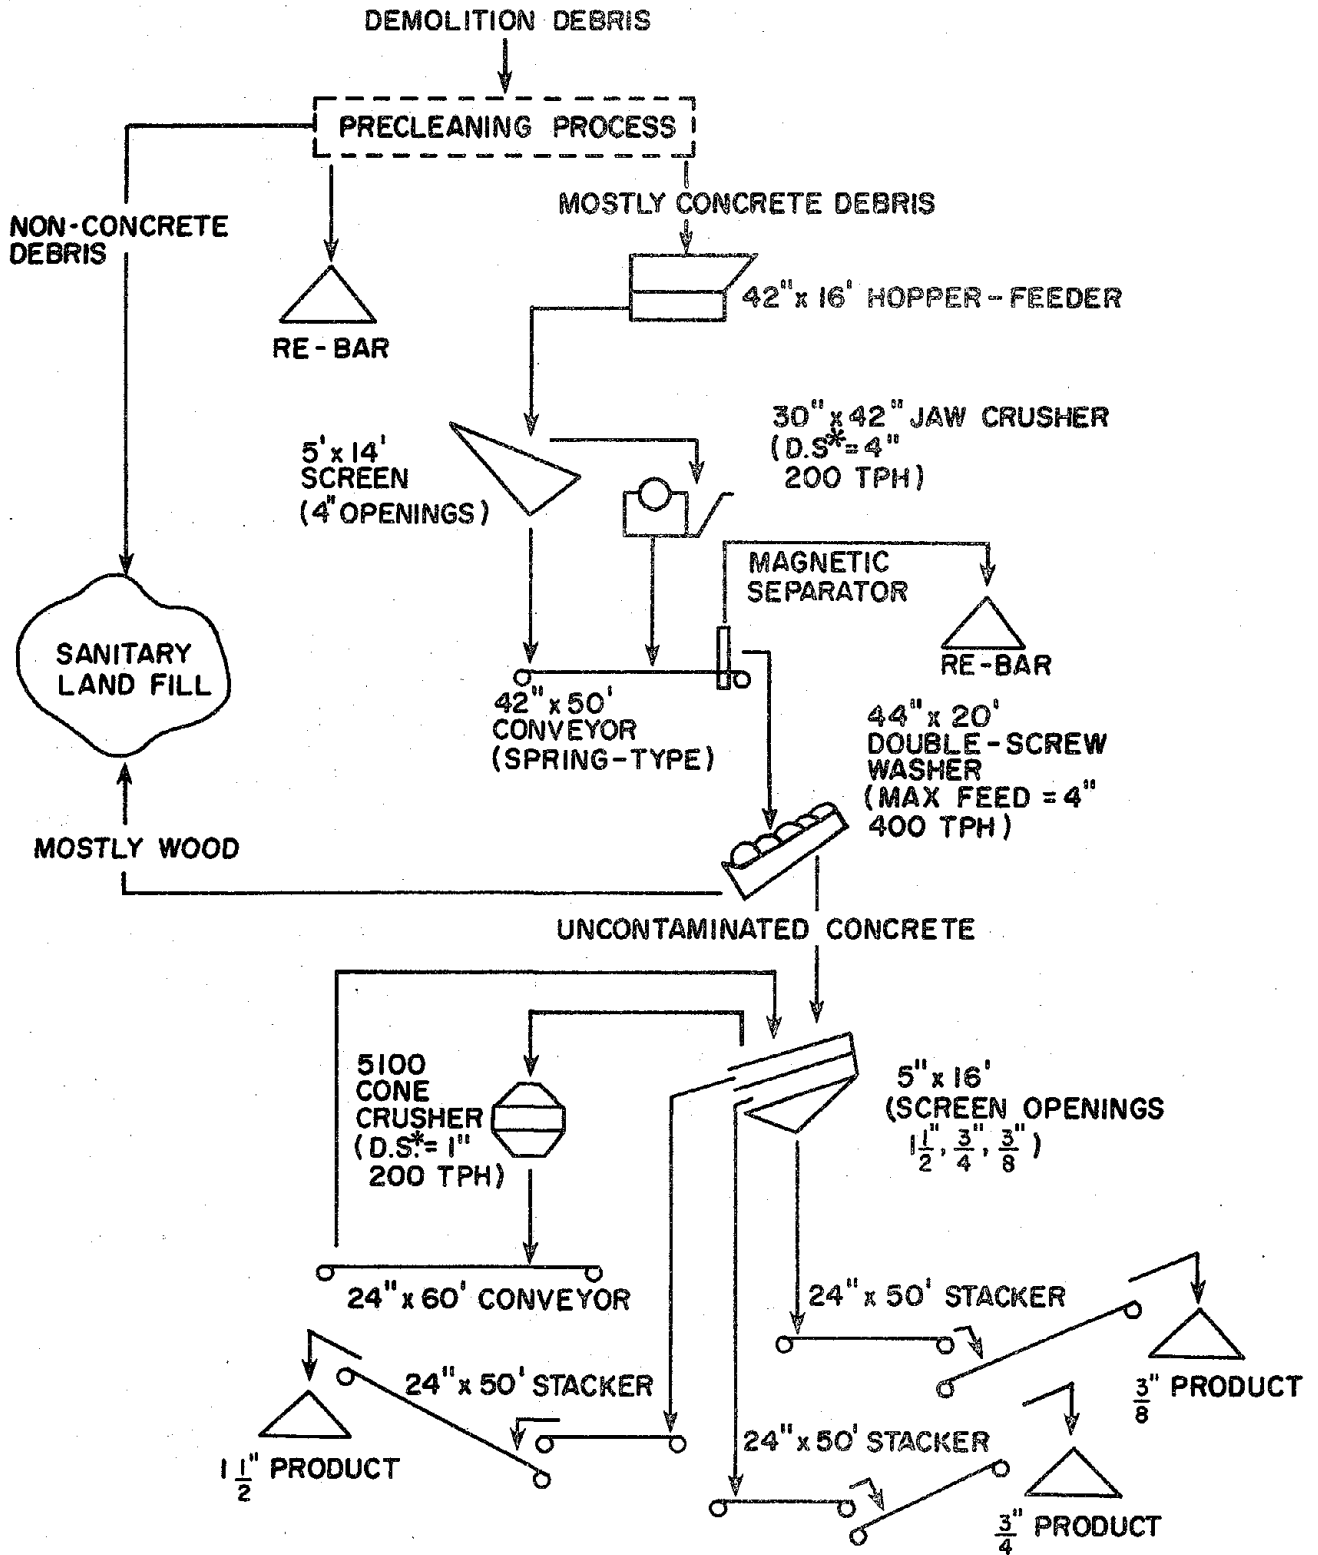 DEMOLITION DEBRIS
PRECLEANING PROCESS
MOSTLY CONCRETE DEBRIS
NON-CONCRETE
DEBRIS
42"x 16' HOPPER-FEEDER
RE-BAR
30"x 42" JAW CRUSHER
(D.S*=4"
200 TPH)
5'x 14'
SCREEN
(4" OPENINGS)
MAGNETIC
SEPARATOR
RE-BAR
SANITARY
LAND FILL
42"x 50'
CONVEYOR
(SPRING-TYPE)
44"x 20'
DOUBLE-SCREW
WASHER
(MAX FEED = 4"
400 TPH)
MOSTLY WOOD
UNCONTAMINATED CONCRETE
5100
CONE
CRUSHER
(D.S.*= 1"
200 TPH)
5"x 16'
(SCREEN OPENINGS
1 1/2", 3/4", 3/8")
24"x 60' CONVEYOR
24"x 50' STACKER
3/8" PRODUCT
24"x 50' STACKER
1 1/2" PRODUCT
24"x 50' STACKER
3/4" PRODUCT